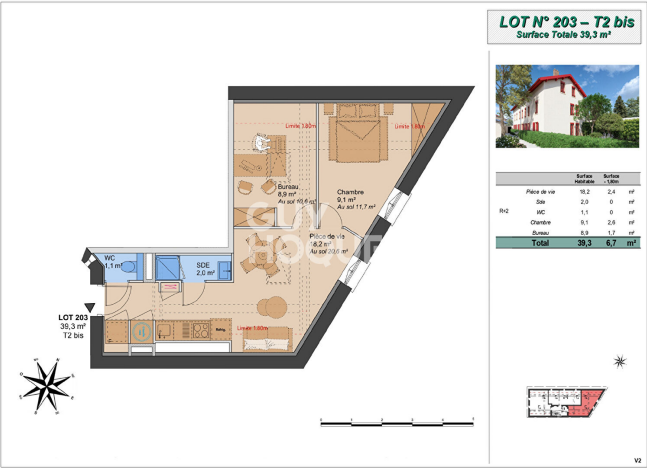 LOT N° 203 – T2 bis
Surface Totale 39,3 m²
Limite 1.80m
Limite 1.80m
Bureau
8,9 m²
Au sol 10,6 m²
Chambre
9,1 m²
Au sol 11,7 m²
GUY
HOQUET
Pièce de vie
18,2 m²
Au sol 20,6 m²
WC
1,1 m²
SDE
2,0 m²
LOT 203
39,3 m²
T2 bis
Limite 1.80m
Surface Habitable
Surface - 1,80m
Pièce de vie 18,2 2,4 m²
Sde 2,0 0 m²
R+2
WC 1,1 0 m²
Chambre 9,1 2,6 m²
Bureau 8,9 1,7 m²
Total 39,3 6,7 m²
V2